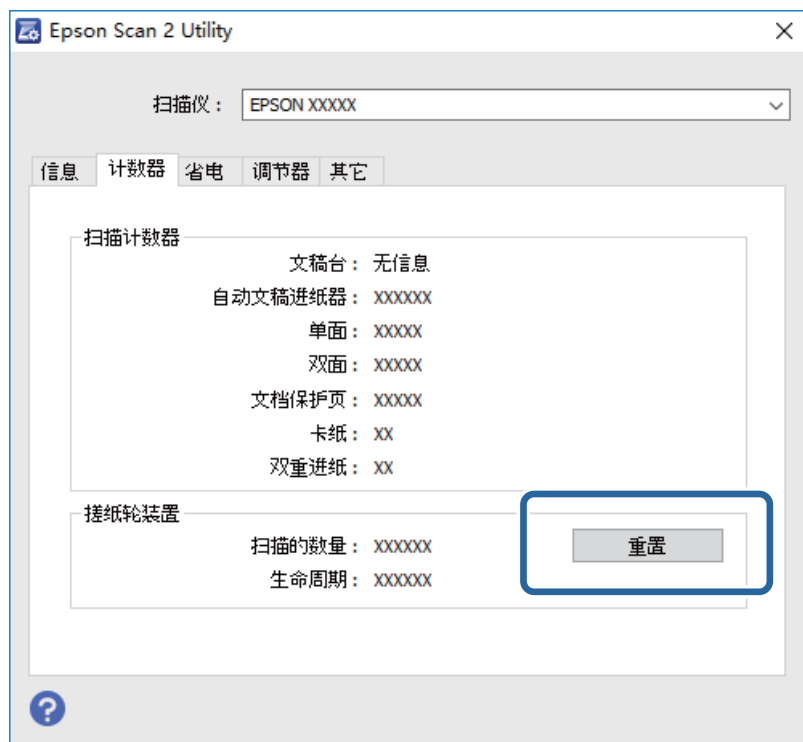 Epson Scan 2 Utility
扫描仪： EPSON XXXXX
信息 计数器 省电 调节器 其它
扫描计数器
文稿台： 无信息
自动文稿进纸器： XXXXXX
单面： XXXXX
双面： XXXXX
文档保护页： XXXXX
卡纸： XX
双重进纸： XX
搓纸轮装置
扫描的数量： XXXXXX 重置
生命周期： XXXXXX
?